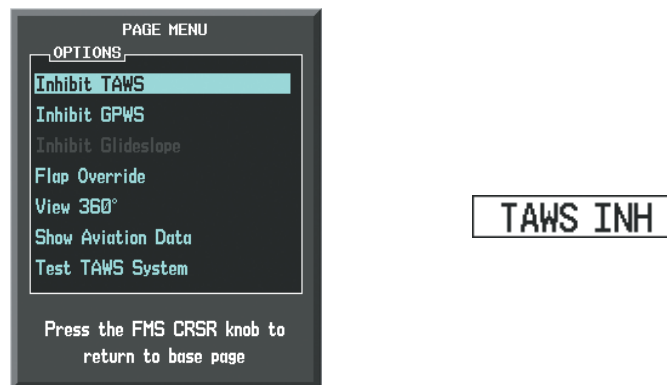 PAGE MENU
OPTIONS
Inhibit TAWS
Inhibit GPWS
Inhibit Glideslope
Flap Override
View 360°
Show Aviation Data
Test TAWS System
Press the FMS CRSR knob to
return to base page
TAWS INH